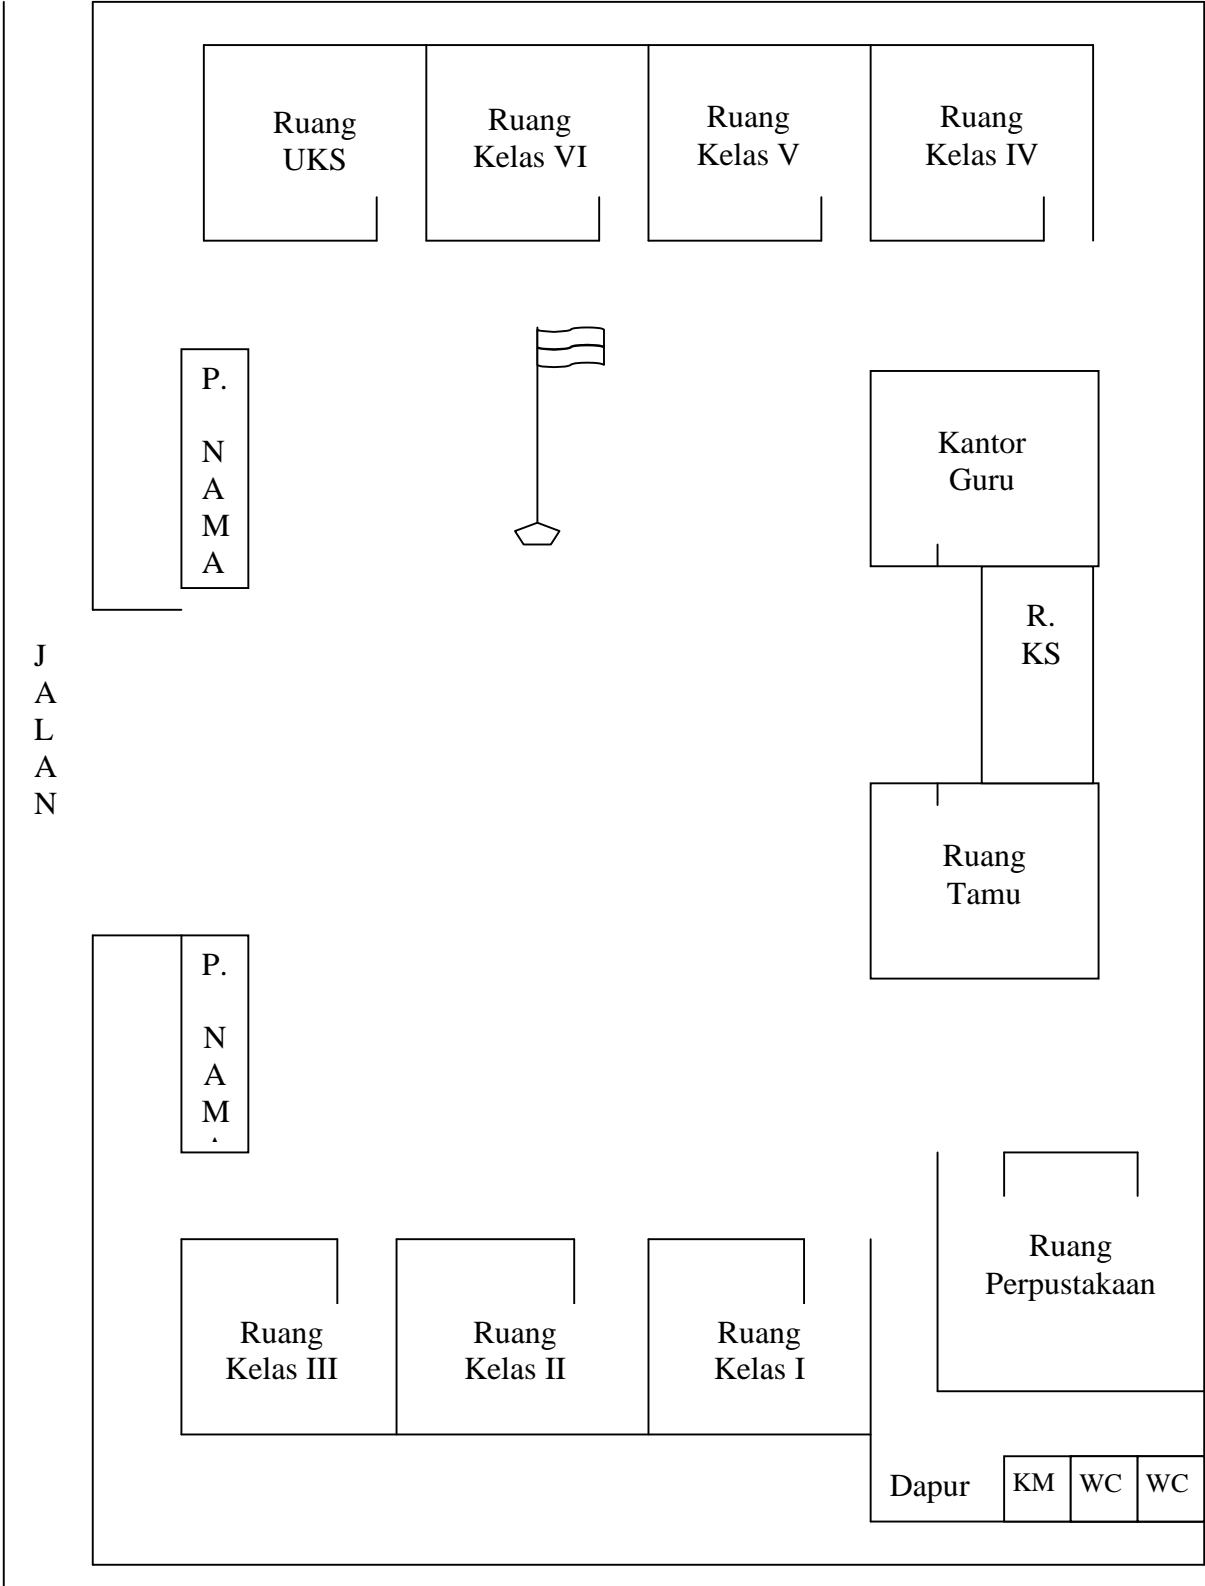 Ruang
UKS
Ruang
Kelas VI
Ruang
Kelas V
Ruang
Kelas IV
P.
N
A
M
A
Kantor
Guru
R.
KS
J
A
L
A
N
Ruang
Tamu
P.
N
A
M
Ruang
Perpustakaan
Ruang
Kelas III
Ruang
Kelas II
Ruang
Kelas I
Dapur
KM
WC
WC